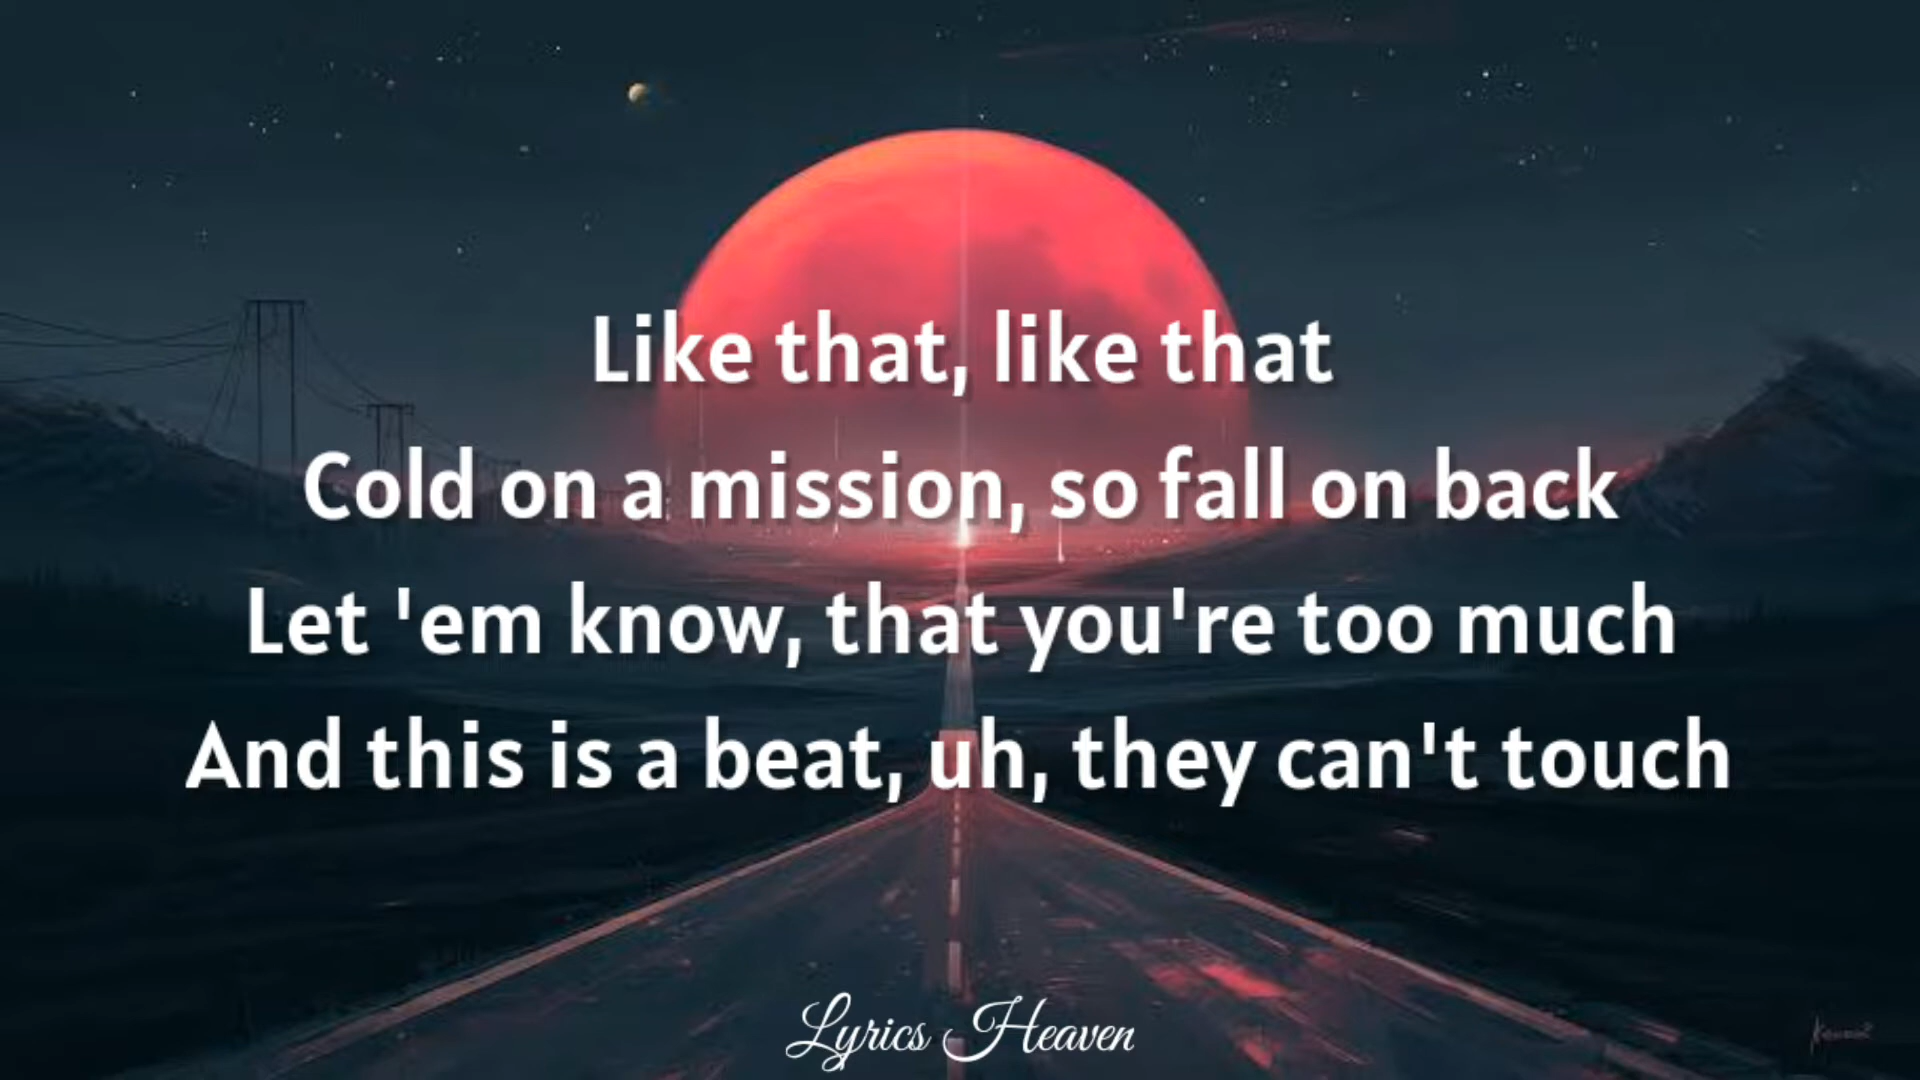 Like that, like that
Cold on a mission, so fall on back
Let 'em know, that you're too much
And this is a beat, uh, they can't touch
Lyrics Heaven